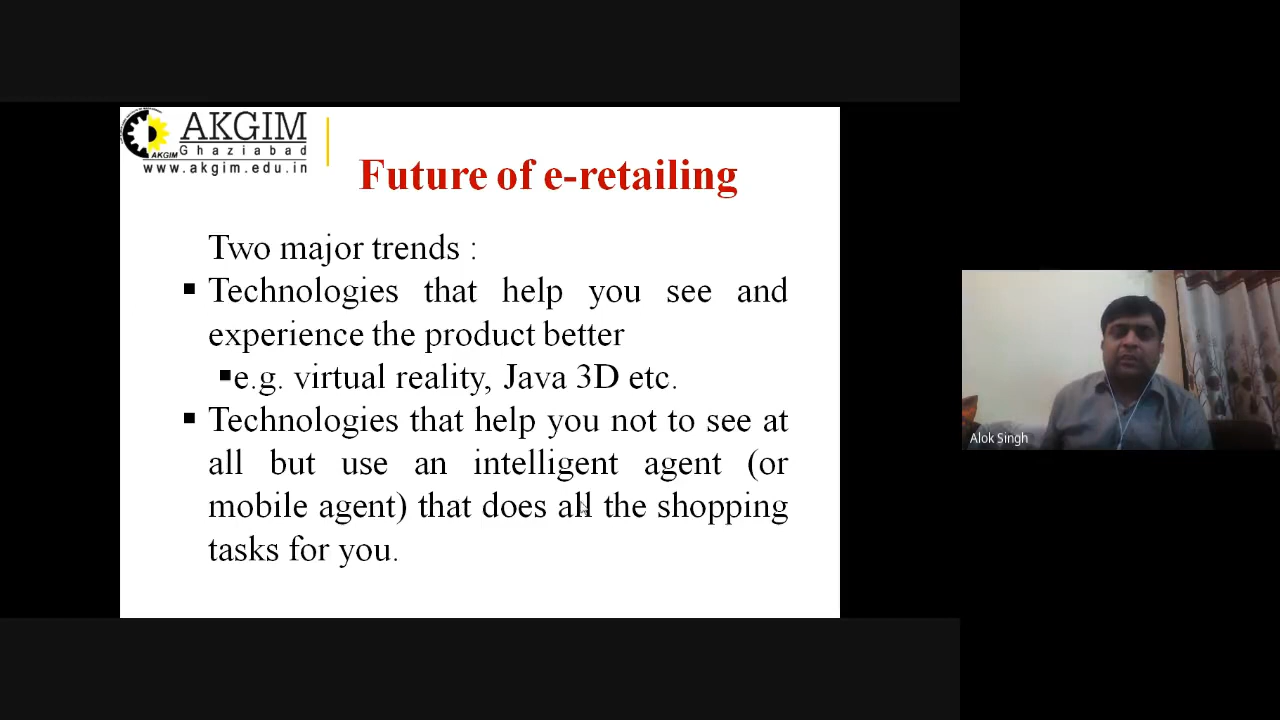 AKGIM
Ghaziabad
AKGIM
www.akgim.edu.in
Future of e-retailing
Two major trends :
▪ Technologies that help you see and
experience the product better
▪e.g. virtual reality, Java 3D etc.
▪ Technologies that help you not to see at
all but use an intelligent agent (or
mobile agent) that does all the shopping
tasks for you.
Alok Singh